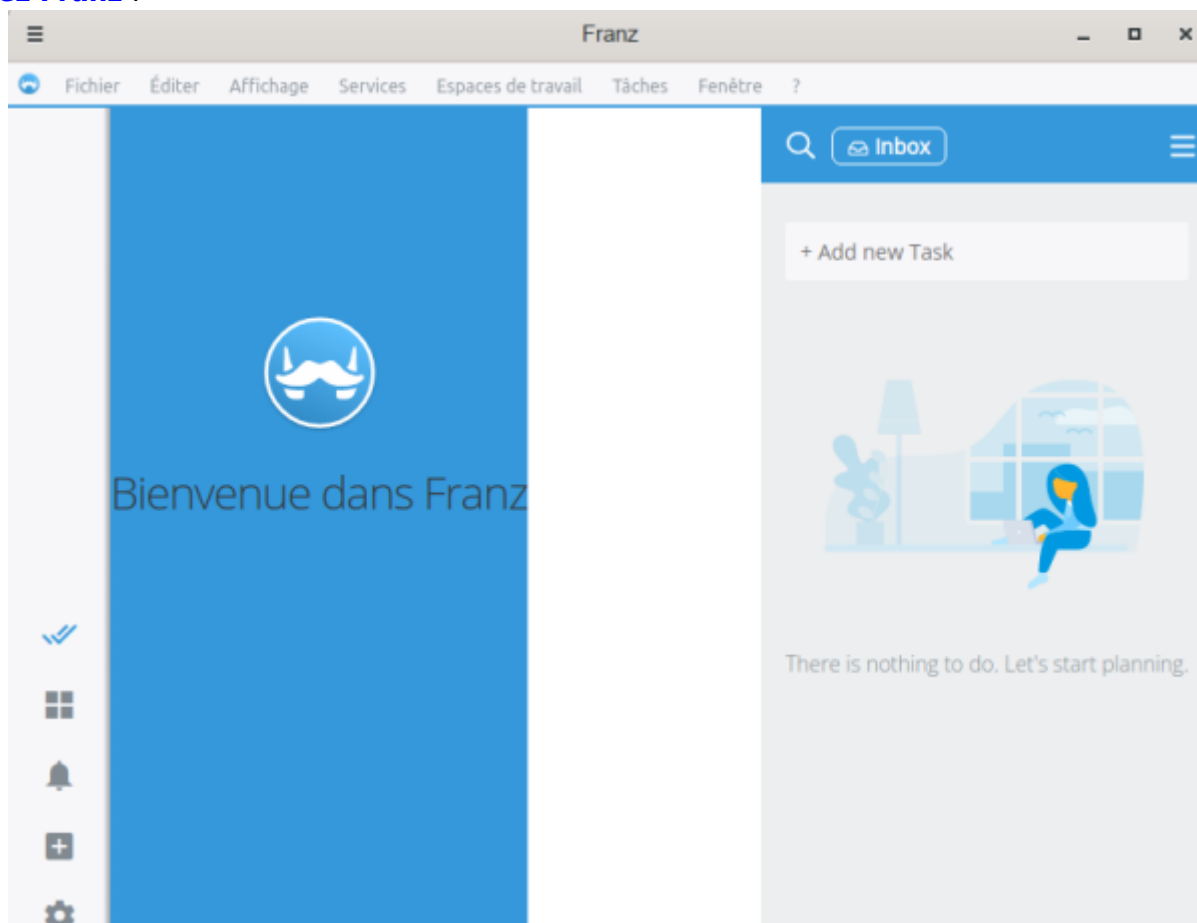 Franz
Fichier Éditer Affichage Services Espaces de travail Tâches Fenêtre ?
Inbox
+ Add new Task
Bienvenue dans Franz
There is nothing to do. Let's start planning.